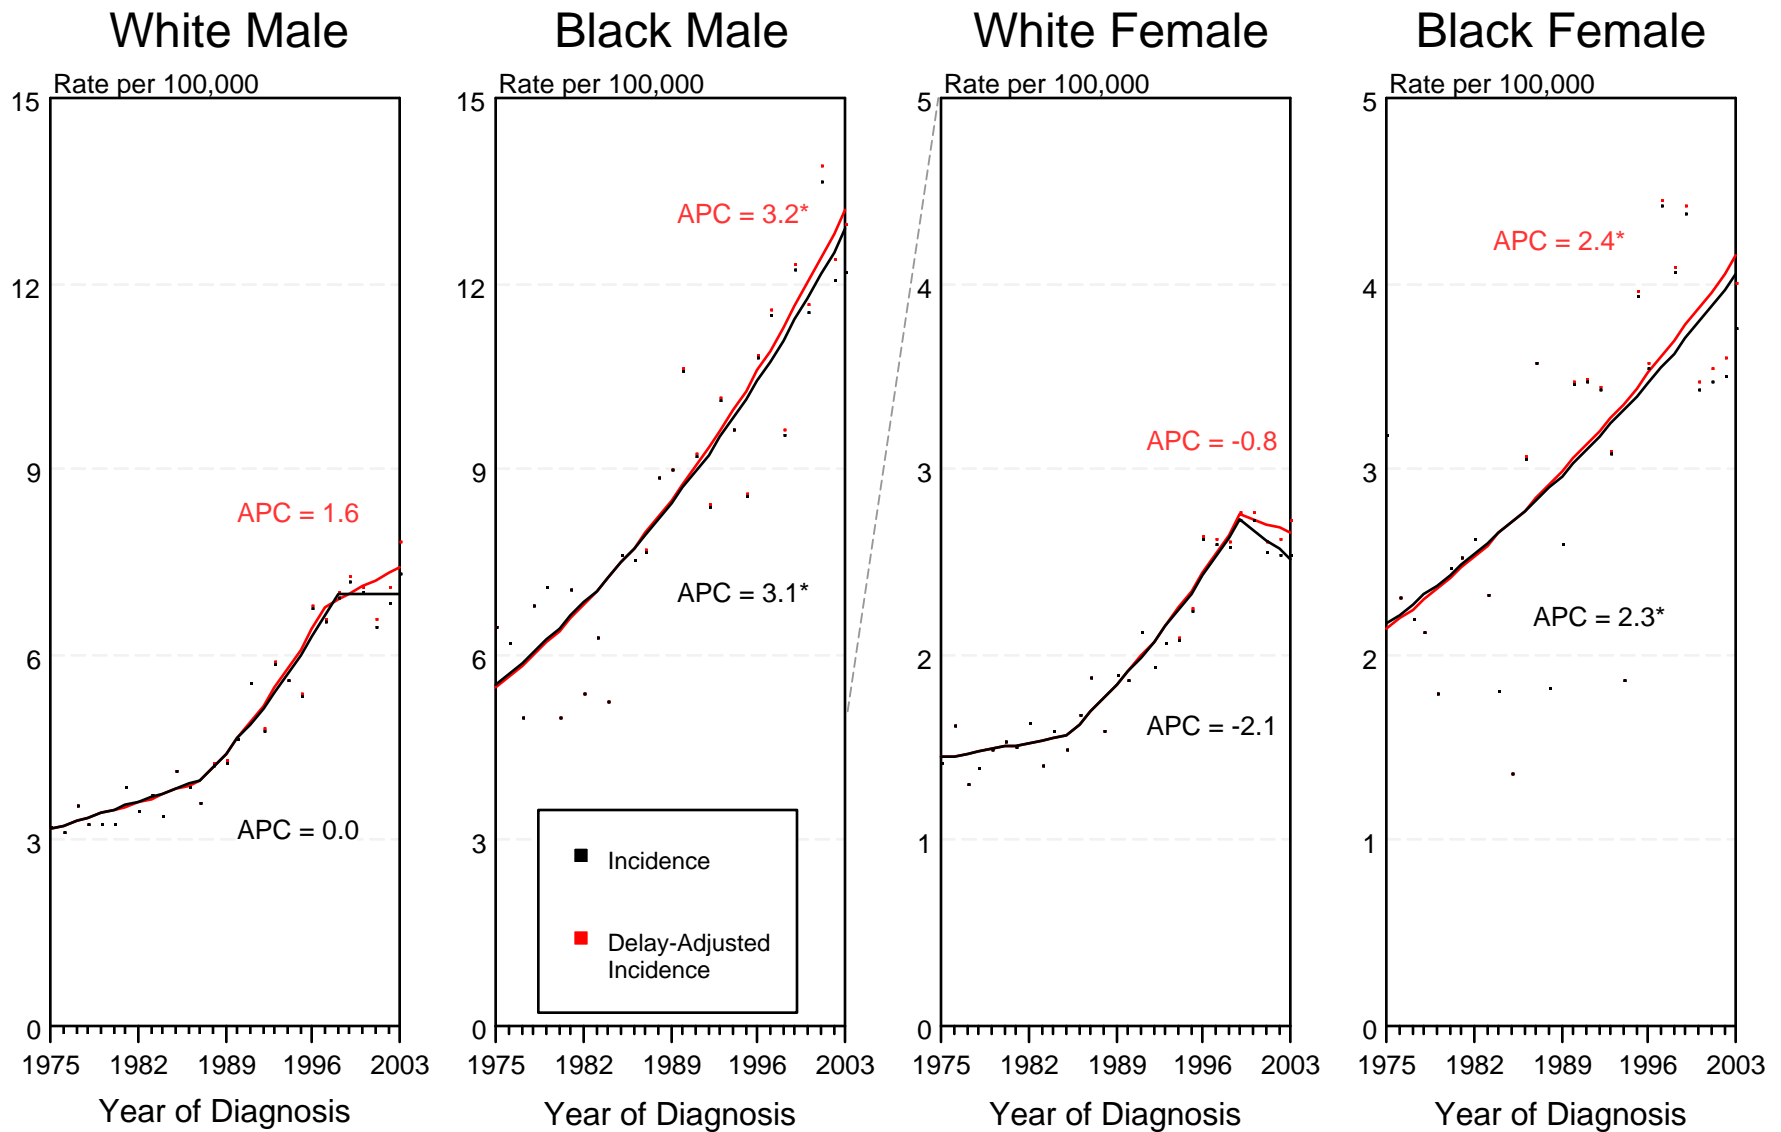 White Male
Black Male
White Female
Black Female
Rate per 100,000
Rate per 100,000
Rate per 100,000
Rate per 100,000
15
12
9
6
3
0
APC = 1.6
APC = 0.0
1975 1982 1989 1996 2003
Year of Diagnosis
15
12
9
6
3
0
APC = 3.2*
APC = 3.1*
Incidence
Delay-Adjusted
Incidence
1975 1982 1989 1996 2003
Year of Diagnosis
5
4
3
2
1
0
APC = -0.8
APC = -2.1
1975 1982 1989 1996 2003
Year of Diagnosis
5
4
3
2
1
0
APC = 2.4*
APC = 2.3*
1975 1982 1989 1996 2003
Year of Diagnosis